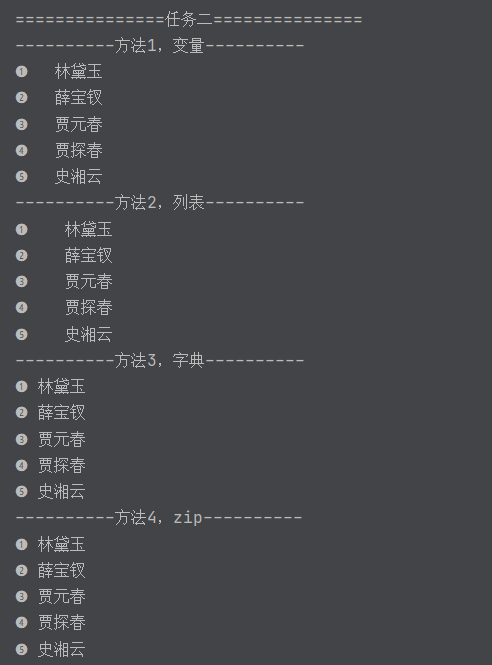 ===============任务二===============
----------方法1, 变量----------
❶   林黛玉
❷   薛宝钗
❸   贾元春
❹   贾探春
❺   史湘云
----------方法2, 列表----------
❶    林黛玉
❷    薛宝钗
❸    贾元春
❹    贾探春
❺    史湘云
----------方法3, 字典----------
❶ 林黛玉
❷ 薛宝钗
❸ 贾元春
❹ 贾探春
❺ 史湘云
----------方法4, zip----------
❶ 林黛玉
❷ 薛宝钗
❸ 贾元春
❹ 贾探春
❺ 史湘云